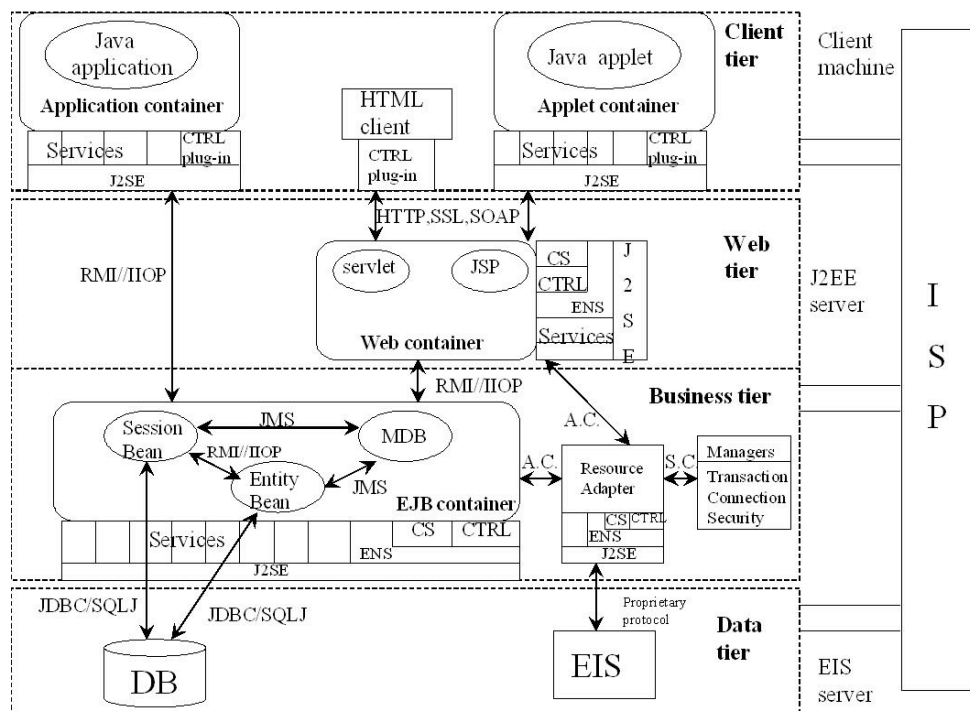 Java
application
Application container
Services
CTRL
plug-in
J2SE
HTML
client
CTRL
plug-in
Java applet
Applet container
Services
CTRL
plug-in
J2SE
Client
tier
Client
machine
HTTP,SSL,SOAP
RMI//IIOP
servlet
JSP
Web container
CS
CTRL
ENS
Services
J
2
S
E
Web
tier
J2EE
server
I
S
P
RMI//IIOP
A.C.
Business tier
Session
Bean
JMS
MDB
RMI//IIOP
Entity
Bean
JMS
EJB container
Services
ENS
CS
CTRL
J2SE
A.C.
Resource
Adapter
CS
CTRL
ENS
J2SE
S.C.
Managers
Transaction
Connection
Security
JDBC/SQLJ
JDBC/SQLJ
Proprietary
protocol
DB
EIS
Data
tier
EIS
server